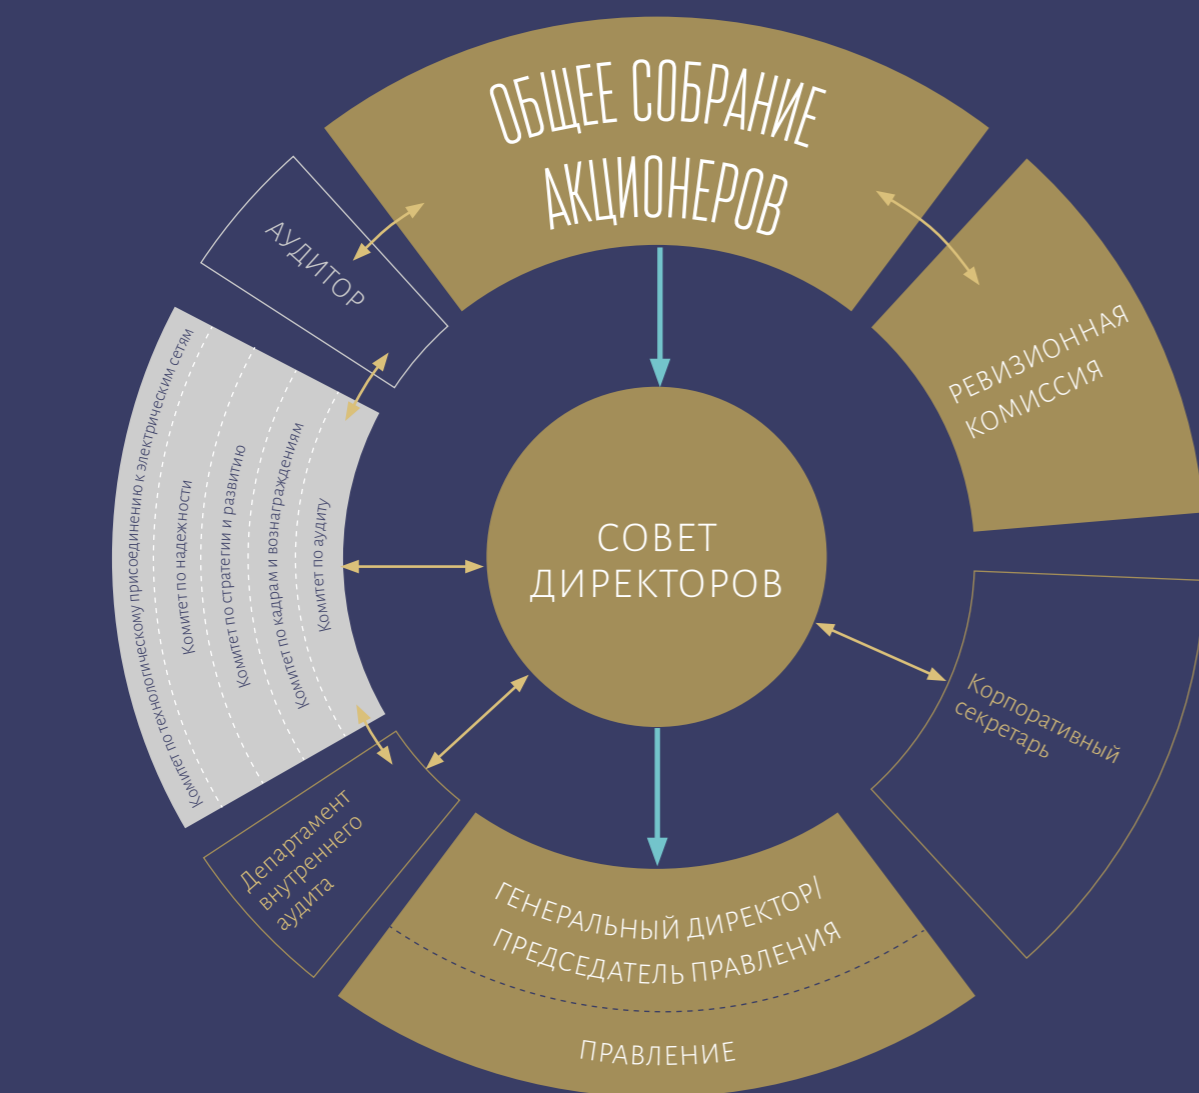 ОБЩЕЕ СОБРАНИЕ
АКЦИОНЕРОВ
АУДИТОР
РЕВИЗИОННАЯ
КОМИССИЯ
Комитет по технологическому присоединению к электрическим сетям
Комитет по надежности
Комитет по стратегии и развитию
Комитет по кадрам и вознаграждениям
Комитет по аудиту
СОВЕТ
ДИРЕКТОРОВ
Корпоративный
секретарь
Департамент
внутреннего
аудита
ГЕНЕРАЛЬНЫЙ ДИРЕКТОР/
ПРЕДСЕДАТЕЛЬ ПРАВЛЕНИЯ
ПРАВЛЕНИЕ